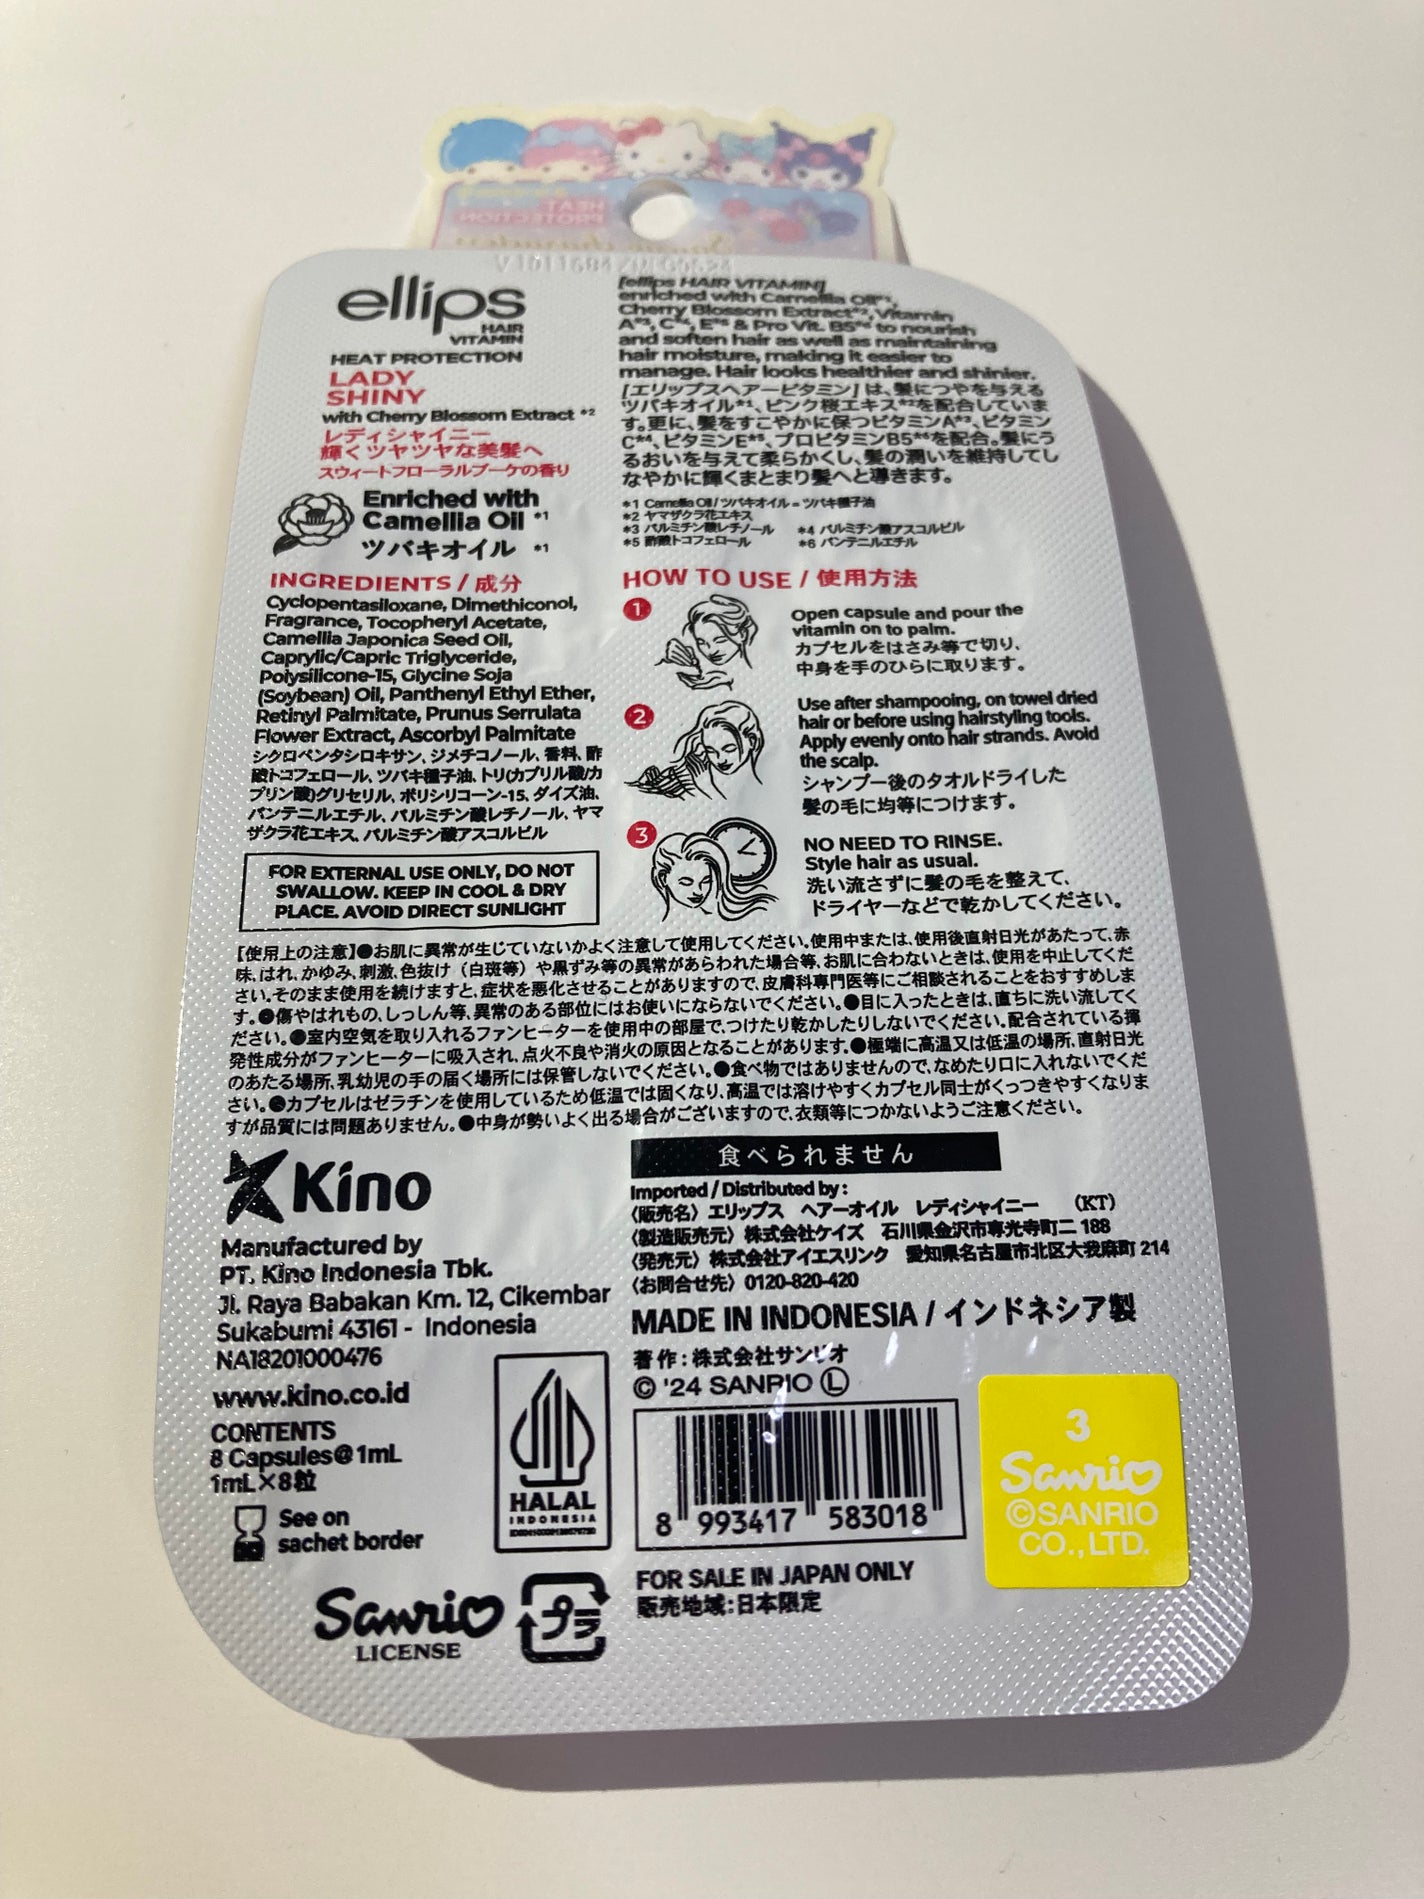 ellips
HAIR
VITAMIN
HEAT PROTECTION
LADY
SHINY
with Cherry Blossom Extract *2
レディシャイニー
輝くツヤツヤな美髪へ
スウィートフローラルブーケの香り
Enriched with
Camellia Oil *1
ツバキオイル *1
INGREDIENTS / 成分
Cyclopentasiloxane, Dimethiconol,
Fragrance, Tocopheryl Acetate,
Camellia Japonica Seed Oil,
Caprylic/Capric Triglyceride,
Polysilicone-15, Glycine Soja
(Soybean) Oil, Panthenyl Ethyl Ether,
Retinyl Palmitate, Prunus Serrulata
Flower Extract, Ascorbyl Palmitate
シクロペンタシロキサン、ジメチコノール、香料、酢
酸トコフェロール、ツバキ種子油、トリ(カプリル酸/カ
プリン酸)グリセリル、ポリシリコーン-15、ダイズ油、
パンテニルエチル、パルミチン酸レチノール、ヤマ
ザクラ花エキス、パルミチン酸アスコルビル
FOR EXTERNAL USE ONLY, DO NOT
SWALLOW. KEEP IN COOL & DRY
PLACE. AVOID DIRECT SUNLIGHT
[ellips HAIR VITAMIN]
enriched with Camellia Oil*1,
Cherry Blossom Extract*2, Vitamin
A*3, C*4, E*5 & Pro Vit. B5*6 to nourish
and soften hair as well as maintaining
hair moisture, making it easier to
manage. Hair looks healthier and shinier.
[エリップスヘアービタミン] は、髪につやを与える
ツバキオイル*1、ピンク桜エキス*2を配合していま
す。更に、髪をすこやかに保つビタミンA*3、ビタミン
C*4、ビタミンE*5、プロビタミンB5*6を配合。髪にう
るおいを与えて柔らかくし、髪の潤いを維持してし
なやかに輝くまとまり髪へと導きます。
*1 Camellia Oil / ツバキオイル = ツバキ種子油
*2 ヤマザクラ花エキス
*3 パルミチン酸レチノール *4 パルミチン酸アスコルビル
*5 酢酸トコフェロール *6 パンテニルエチル
HOW TO USE / 使用方法
1
Open capsule and pour the
vitamin on to palm.
カプセルをはさみ等で切り、
中身を手のひらに取ります。
2
Use after shampooing, on towel dried
hair or before using hairstyling tools.
Apply evenly onto hair strands. Avoid
the scalp.
シャンプー後のタオルドライした
髪の毛に均等につけます。
3
NO NEED TO RINSE.
Style hair as usual.
洗い流さずに髪の毛を整えて、
ドライヤーなどで乾かしてください。
【使用上の注意】●お肌に異常が生じていないかよく注意して使用してください。使用中または、使用後直射日光があたって、赤
味、はれ、かゆみ、刺激、色抜け（白斑等）や黒ずみ等の異常があらわれた場合等、お肌に合わないときは、使用を中止してくだ
さい。そのまま使用を続けますと、症状を悪化させることがありますので、皮膚科専門医等にご相談されることをおすすめしま
す。●傷やはれもの、しっしん等、異常のある部位にはお使いにならないでください。●目に入ったときは、直ちに洗い流してく
ださい。●室内空気を取り入れるファンヒーターを使用中の部屋で、つけたり乾かしたりしないでください。配合されている揮
発性成分がファンヒーターに吸入され、点火不良や消火の原因となることがあります。●極端に高温又は低温の場所、直射日光
のあたる場所、乳幼児の手の届く場所には保管しないでください。●食べ物ではありませんので、なめたり口に入れないでくだ
さい。●カプセルはゼラチンを使用しているため低温では固くなり、高温では溶けやすくカプセル同士がくっつきやすくなりま
すが品質には問題ありません。●中身が勢いよく出る場合がございますので、衣類等につかないようご注意ください。
Kino
Manufactured by
PT. Kino Indonesia Tbk.
Jl. Raya Babakan Km. 12, Cikembar
Sukabumi 43161 - Indonesia
NA18201000476
www.kino.co.id
CONTENTS
8 Capsules@1mL
1mL×8粒
See on
sachet border
HALAL
INDONESIA
Sanrio
LICENSE
プラ
食べられません
Imported / Distributed by :
〈販売名〉エリップス ヘアーオイル レディシャイニー （KT）
〈製造販売元〉株式会社ケイズ 石川県金沢市専光寺町二 188
〈発売元〉株式会社アイエスリンク 愛知県名古屋市北区大我麻町 214
〈お問合せ先〉0120-820-420
MADE IN INDONESIA / インドネシア製
著作：株式会社サンリオ
© '24 SANRIO Ⓛ
8 993417 583018
FOR SALE IN JAPAN ONLY
販売地域:日本限定
3
Sanrio
©SANRIO
CO.,LTD.